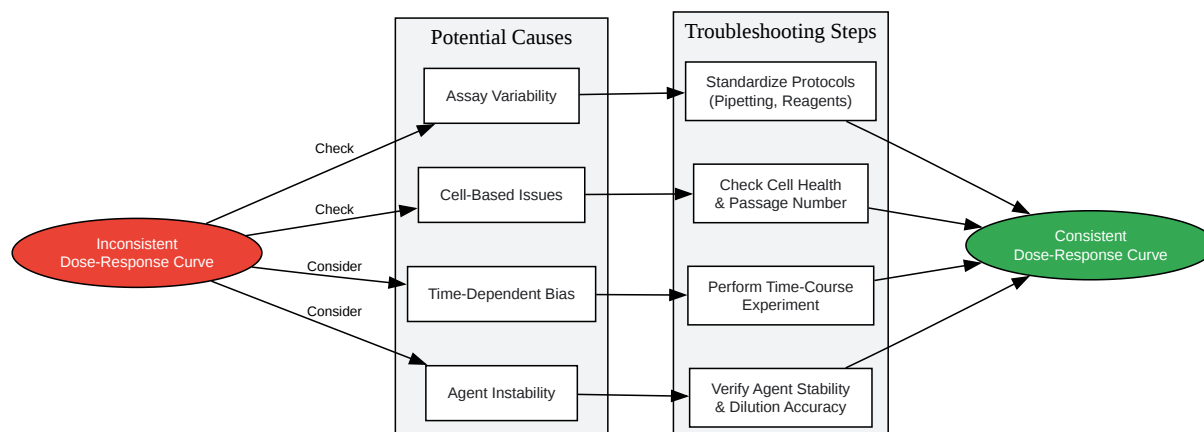 Potential Causes
Troubleshooting Steps
Assay Variability
Standardize Protocols
(Pipetting, Reagents)
Check
Cell-Based Issues
Check Cell Health
& Passage Number
Check
Inconsistent
Dose-Response Curve
Consistent
Dose-Response Curve
Consider
Time-Dependent Bias
Perform Time-Course
Experiment
Consider
Agent Instability
Verify Agent Stability
& Dilution Accuracy